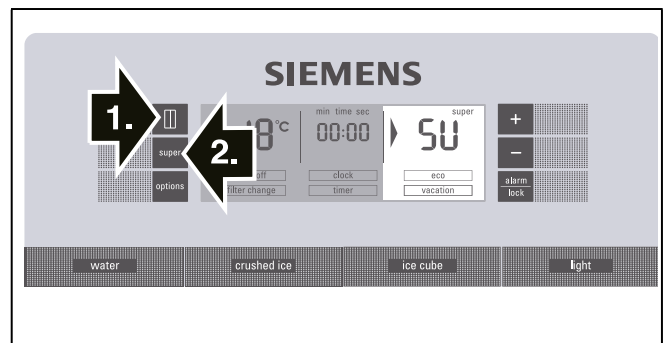 SIEMENS
1.
2.
super
options
18°C
off
filter change
min time sec
00:00
clock
timer
super
SU
eco
vacation
+
−
alarm
lock
water
crushed ice
ice cube
light